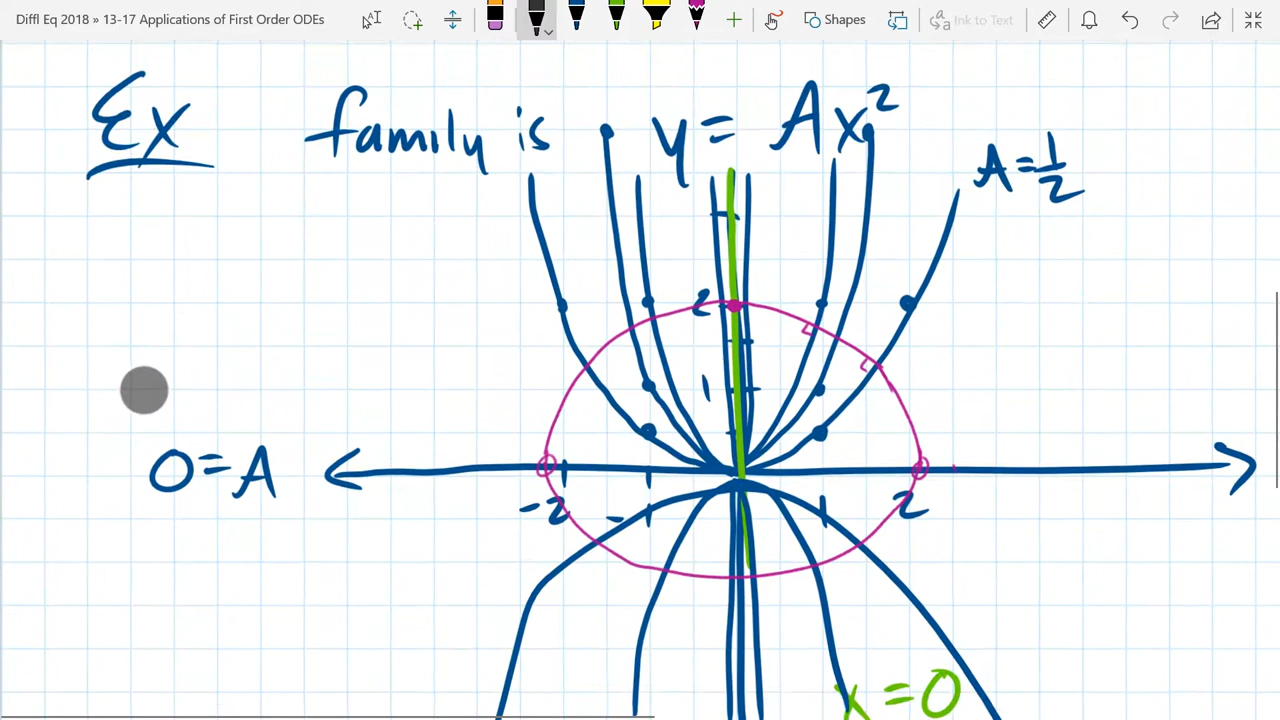 Diffl Eq 2018 » 13-17 Applications of First Order ODEs
Shapes
Ink to Text
Ex family is y = Ax²
A = 1/2
2
1
0 = A
-2
-
1
2
x = 0